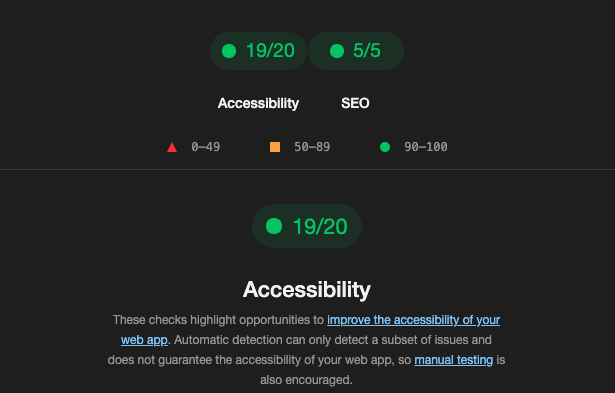 19/20 5/5
Accessibility SEO
0–49 50–89 90–100
19/20
Accessibility
These checks highlight opportunities to improve the accessibility of your
web app. Automatic detection can only detect a subset of issues and
does not guarantee the accessibility of your web app, so manual testing is
also encouraged.